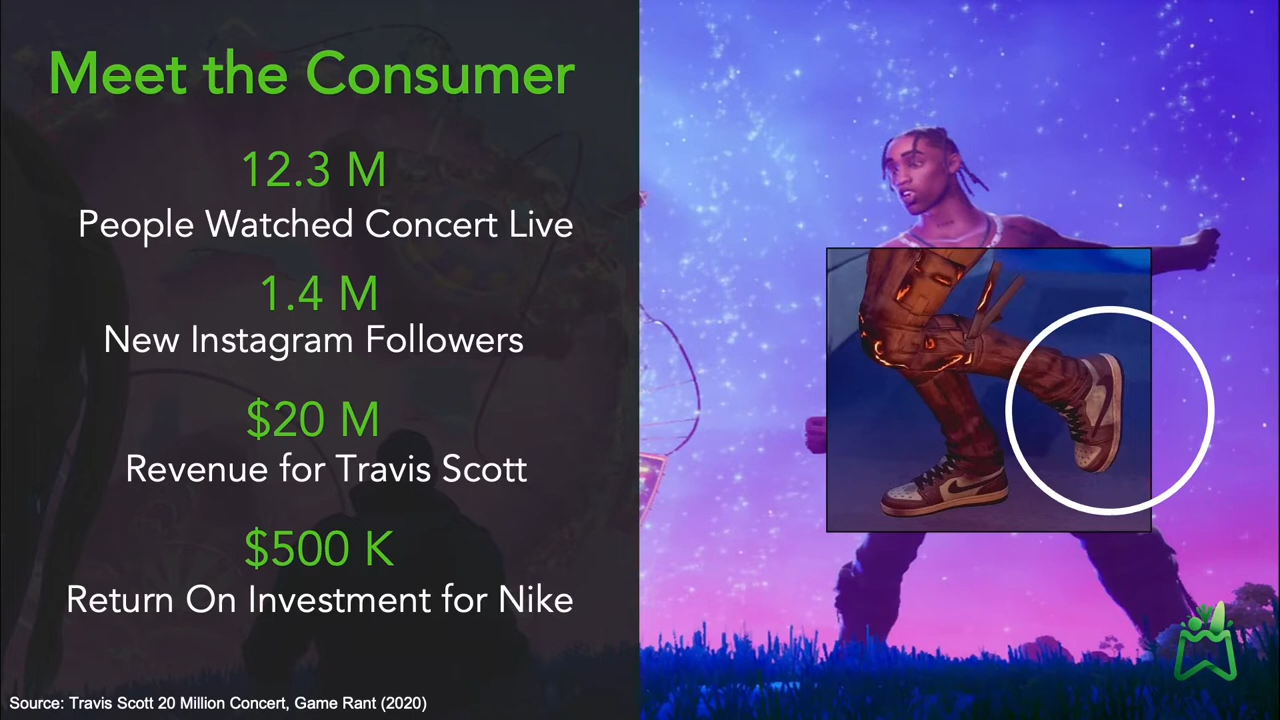 Meet the Consumer
12.3 M
People Watched Concert Live
1.4 M
New Instagram Followers
$20 M
Revenue for Travis Scott
$500 K
Return On Investment for Nike
Source: Travis Scott 20 Million Concert, Game Rant (2020)